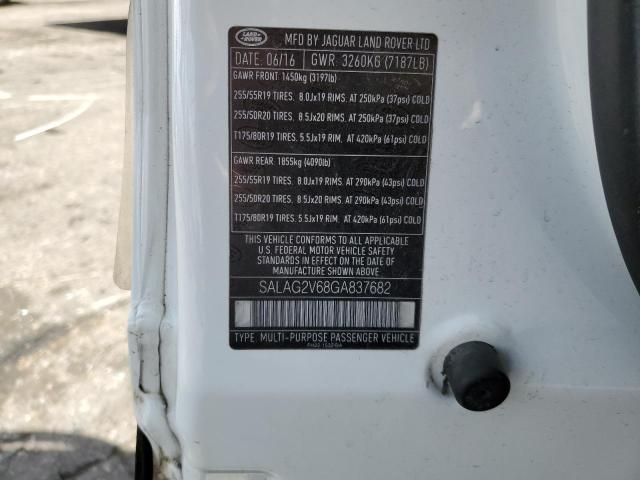 LAND ROVER
MFD BY JAGUAR LAND ROVER LTD
DATE: 06/16 GWR: 3260KG (7187LB)
GAWR FRONT: 1450kg (3197lb)
255/55R19 TIRES. 8.0Jx19 RIMS. AT 250kPa (37psi) COLD
255/50R20 TIRES. 8.5Jx20 RIMS. AT 250kPa (37psi) COLD
T175/80R19 TIRES. 5.5Jx19 RIM, AT 420kPa (61psi) COLD
GAWR REAR: 1855kg (4090lb)
255/55R19 TIRES. 8.0Jx19 RIMS. AT 290kPa (43psi) COLD
255/50R20 TIRES. 8.5Jx20 RIMS. AT 290kPa (43psi) COLD
T175/80R19 TIRES. 5.5Jx19 RIM. AT 420kPa (61psi) COLD
THIS VEHICLE CONFORMS TO ALL APPLICABLE
U.S. FEDERAL MOTOR VEHICLE SAFETY
STANDARDS IN EFFECT ON THE DATE OF
MANUFACTURE SHOWN ABOVE
SALAG2V68GA837682
TYPE: MULTI-PURPOSE PASSENGER VEHICLE